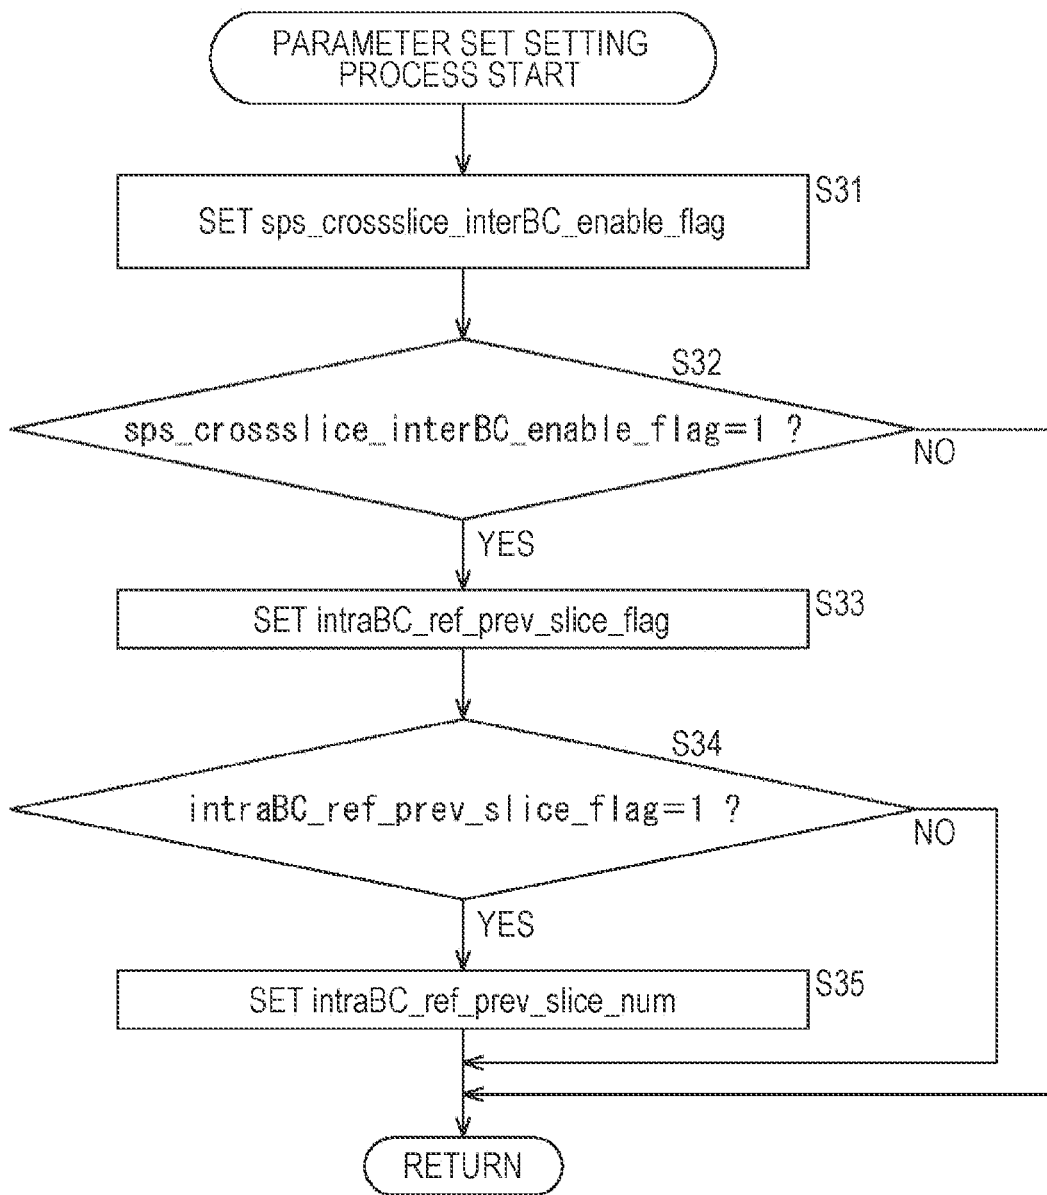 PARAMETER SET SETTING
PROCESS START
S31
SET sps_crossslice_interBC_enable_flag
S32
sps_crossslice_interBC_enable_flag=1 ?
NO
YES
S33
SET intraBC_ref_prev_slice_flag
S34
intraBC_ref_prev_slice_flag=1 ?
NO
YES
S35
SET intraBC_ref_prev_slice_num
RETURN